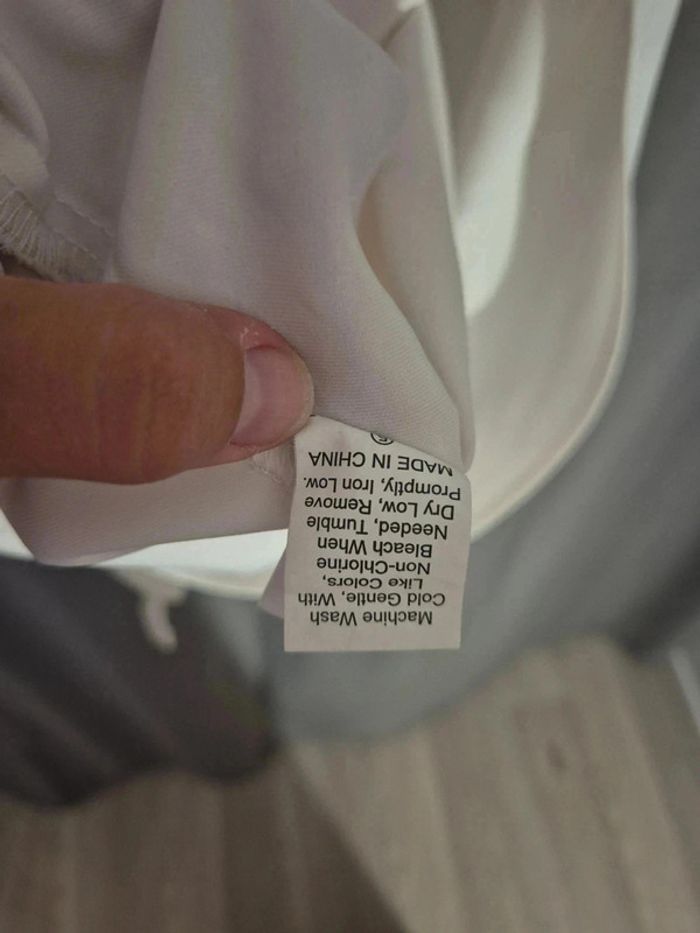 Machine Wash
Cold Gentle, With
Like Colors,
Non-Chlorine
Bleach When
Needed, Tumble
Dry Low, Remove
Promptly, Iron Low.
MADE IN CHINA